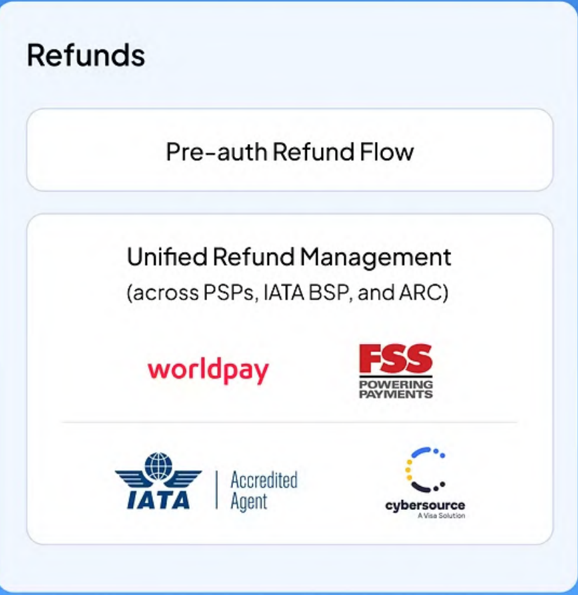 Refunds
Pre-auth Refund Flow
Unified Refund Management
(across PSPs, IATA BSP, and ARC)
worldpay
FSS
POWERING
PAYMENTS
IATA
Accredited
Agent
cybersource
A Visa Solution